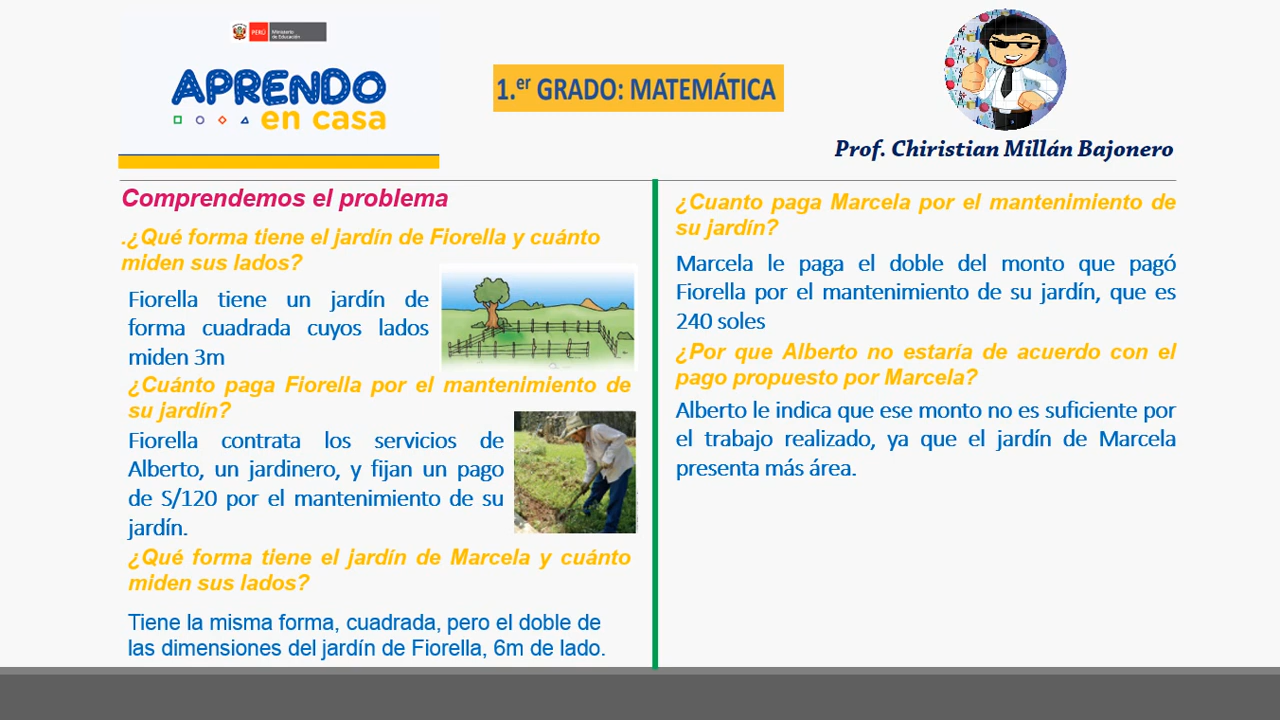 PERÚ Ministerio
de Educación
APRENDO
en casa
1.er GRADO: MATEMÁTICA
Prof. Chiristian Millán Bajonero
Comprendemos el problema
.¿Qué forma tiene el jardín de Fiorella y cuánto
miden sus lados?
Fiorella tiene un jardín de
forma cuadrada cuyos lados
miden 3m
¿Cuánto paga Fiorella por el mantenimiento de
su jardín?
Fiorella contrata los servicios de
Alberto, un jardinero, y fijan un pago
de S/120 por el mantenimiento de su
jardín.
¿Qué forma tiene el jardín de Marcela y cuánto
miden sus lados?
Tiene la misma forma, cuadrada, pero el doble de
las dimensiones del jardín de Fiorella, 6m de lado.
¿Cuanto paga Marcela por el mantenimiento de
su jardín?
Marcela le paga el doble del monto que pagó
Fiorella por el mantenimiento de su jardín, que es
240 soles
¿Por que Alberto no estaría de acuerdo con el
pago propuesto por Marcela?
Alberto le indica que ese monto no es suficiente por
el trabajo realizado, ya que el jardín de Marcela
presenta más área.